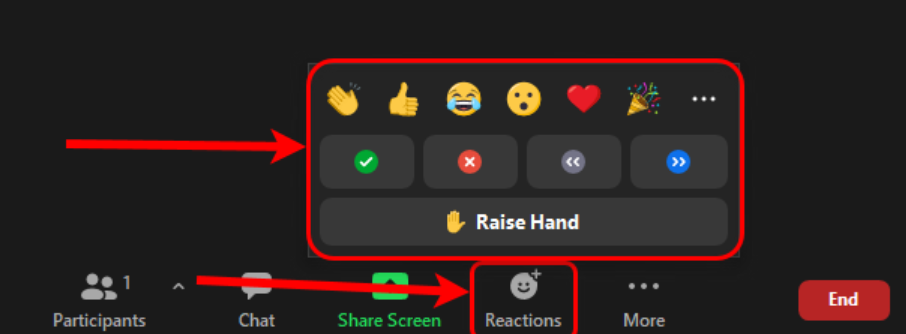 Raise Hand
1
Participants
Chat
Share Screen
Reactions
More
End